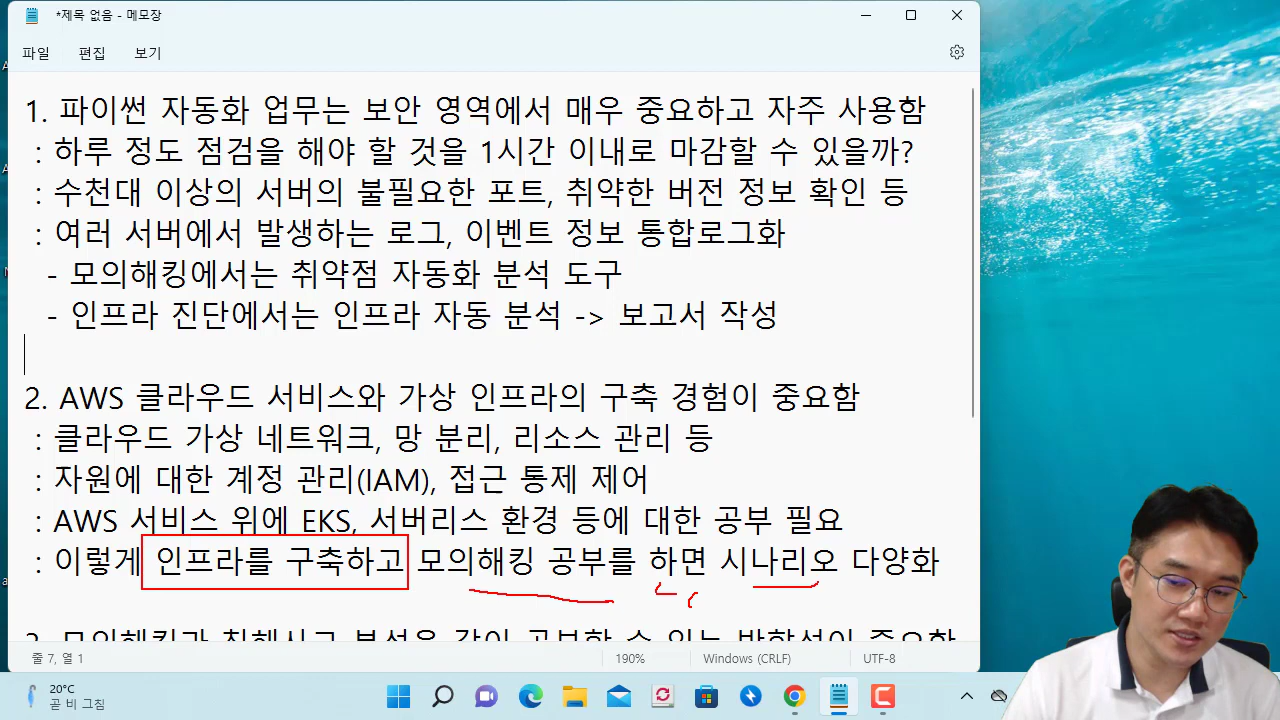 *제목 없음 - 메모장
파일 편집 보기
1. 파이썬 자동화 업무는 보안 영역에서 매우 중요하고 자주 사용함
: 하루 정도 점검을 해야 할 것을 1시간 이내로 마감할 수 있을까?
: 수천대 이상의 서버의 불필요한 포트, 취약한 버전 정보 확인 등
: 여러 서버에서 발생하는 로그, 이벤트 정보 통합로그화
- 모의해킹에서는 취약점 자동화 분석 도구
- 인프라 진단에서는 인프라 자동 분석 -> 보고서 작성
2. AWS 클라우드 서비스와 가상 인프라의 구축 경험이 중요함
: 클라우드 가상 네트워크, 망 분리, 리소스 관리 등
: 자원에 대한 계정 관리(IAM), 접근 통제 제어
: AWS 서비스 위에 EKS, 서버리스 환경 등에 대한 공부 필요
: 이렇게 인프라를 구축하고 모의해킹 공부를 하면 시나리오 다양화
줄 7, 열 1
190%
Windows (CRLF)
UTF-8
20°C
곧 비 그침